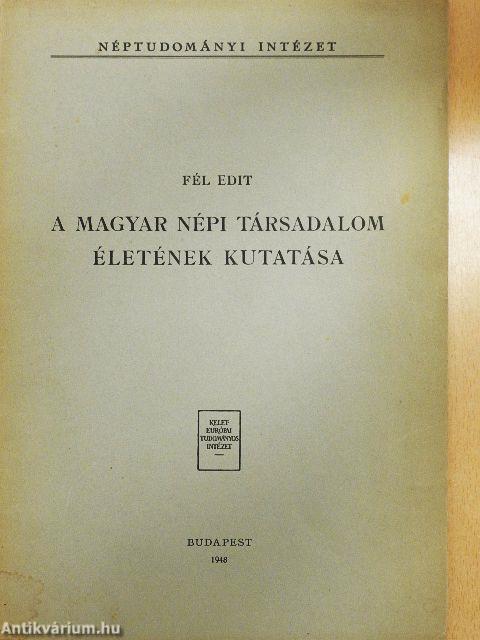 NÉPTUDOMÁNYI INTÉZET
FÉL EDIT
A MAGYAR NÉPI TÁRSADALOM
ÉLETÉNEK KUTATÁSA
KELET-
EURÓPAI
TUDOMÁNYOS
INTÉZET
BUDAPEST
1948
Antikvárium.hu